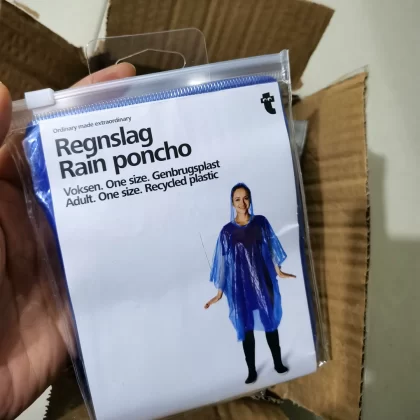 Ordinary made extraordinary
Regnslag
Rain poncho
Voksen. One size. Genbrugsplast
Adult. One size. Recycled plastic